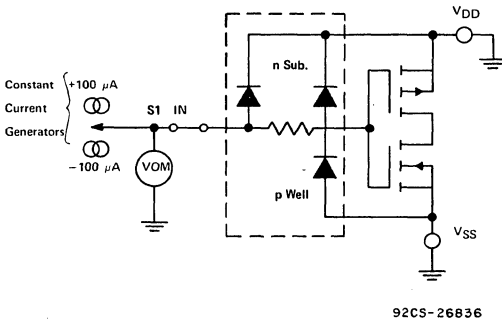 V_DD
n Sub.
Constant
Current
Generators
+100 μA
−100 μA
S1 IN
VOM
p Well
V_SS
92CS-26836